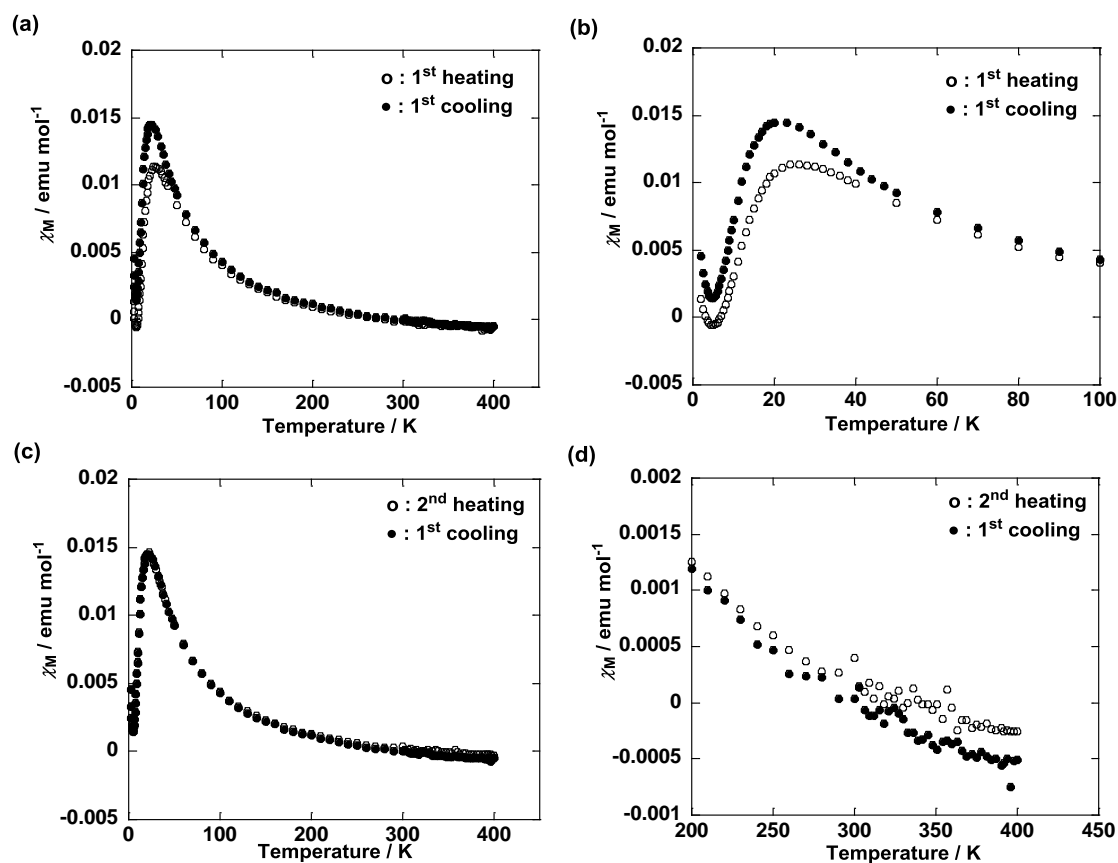 (a)
0.02
0.015
0.01
0.005
0
-0.005
χM / emu mol-1
o : 1st heating
● : 1st cooling
0 100 200 300 400
Temperature / K
(b)
0.02
0.015
0.01
0.005
0
-0.005
χM / emu mol-1
o : 1st heating
● : 1st cooling
0 20 40 60 80 100
Temperature / K
(c)
0.02
0.015
0.01
0.005
0
-0.005
χM / emu mol-1
o : 2nd heating
● : 1st cooling
0 100 200 300 400
Temperature / K
(d)
0.002
0.0015
0.001
0.0005
0
-0.0005
-0.001
χM / emu mol-1
o : 2nd heating
● : 1st cooling
200 250 300 350 400 450
Temperature / K